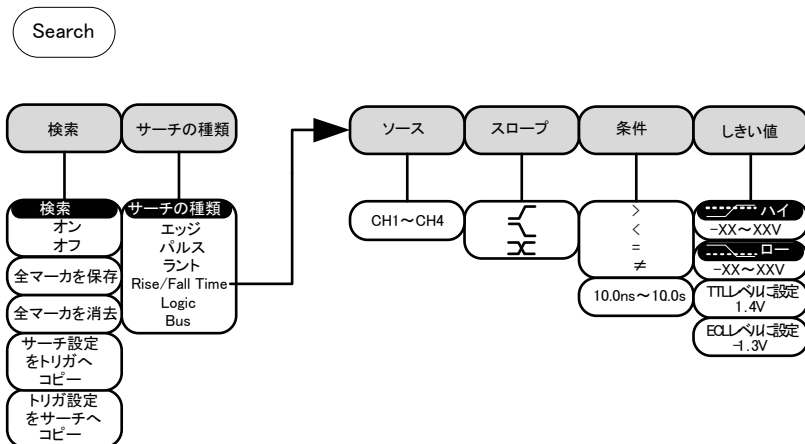 Search
検索
サーチの種類
ソース
スロープ
条件
しきい値
検索
オン
オフ
全マーカを保存
全マーカを消去
サーチ設定
をトリガへ
コピー
トリガ設定
をサーチへ
コピー
サーチの種類
エッジ
パルス
ラント
Rise/Fall Time
Logic
Bus
CH1～CH4
>
<
=
≠
10.0ns～10.0s
ハイ
-XX～XXV
ロー
-XX～XXV
TTLレベルに設定
1.4V
ECLレベルに設定
-1.3V